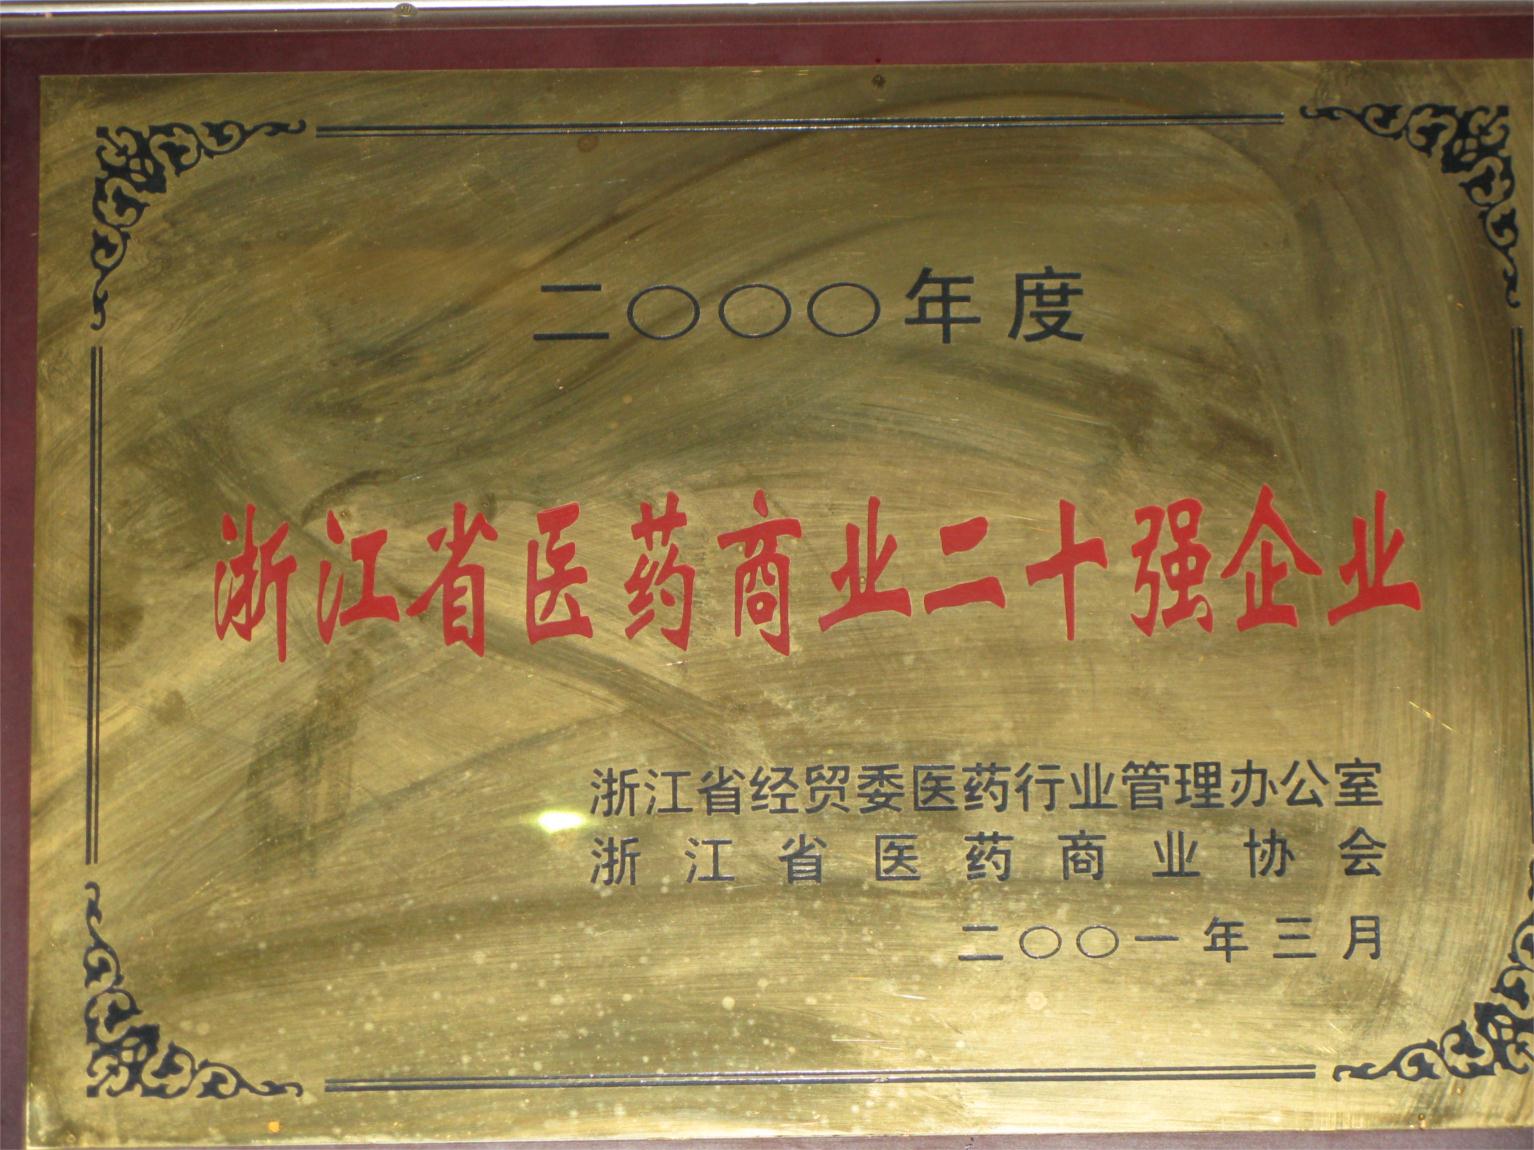 二〇〇〇年度
浙江省医药商业二十强企业
浙江省经贸委医药行业管理办公室
浙江省医药商业协会
二〇〇一年三月